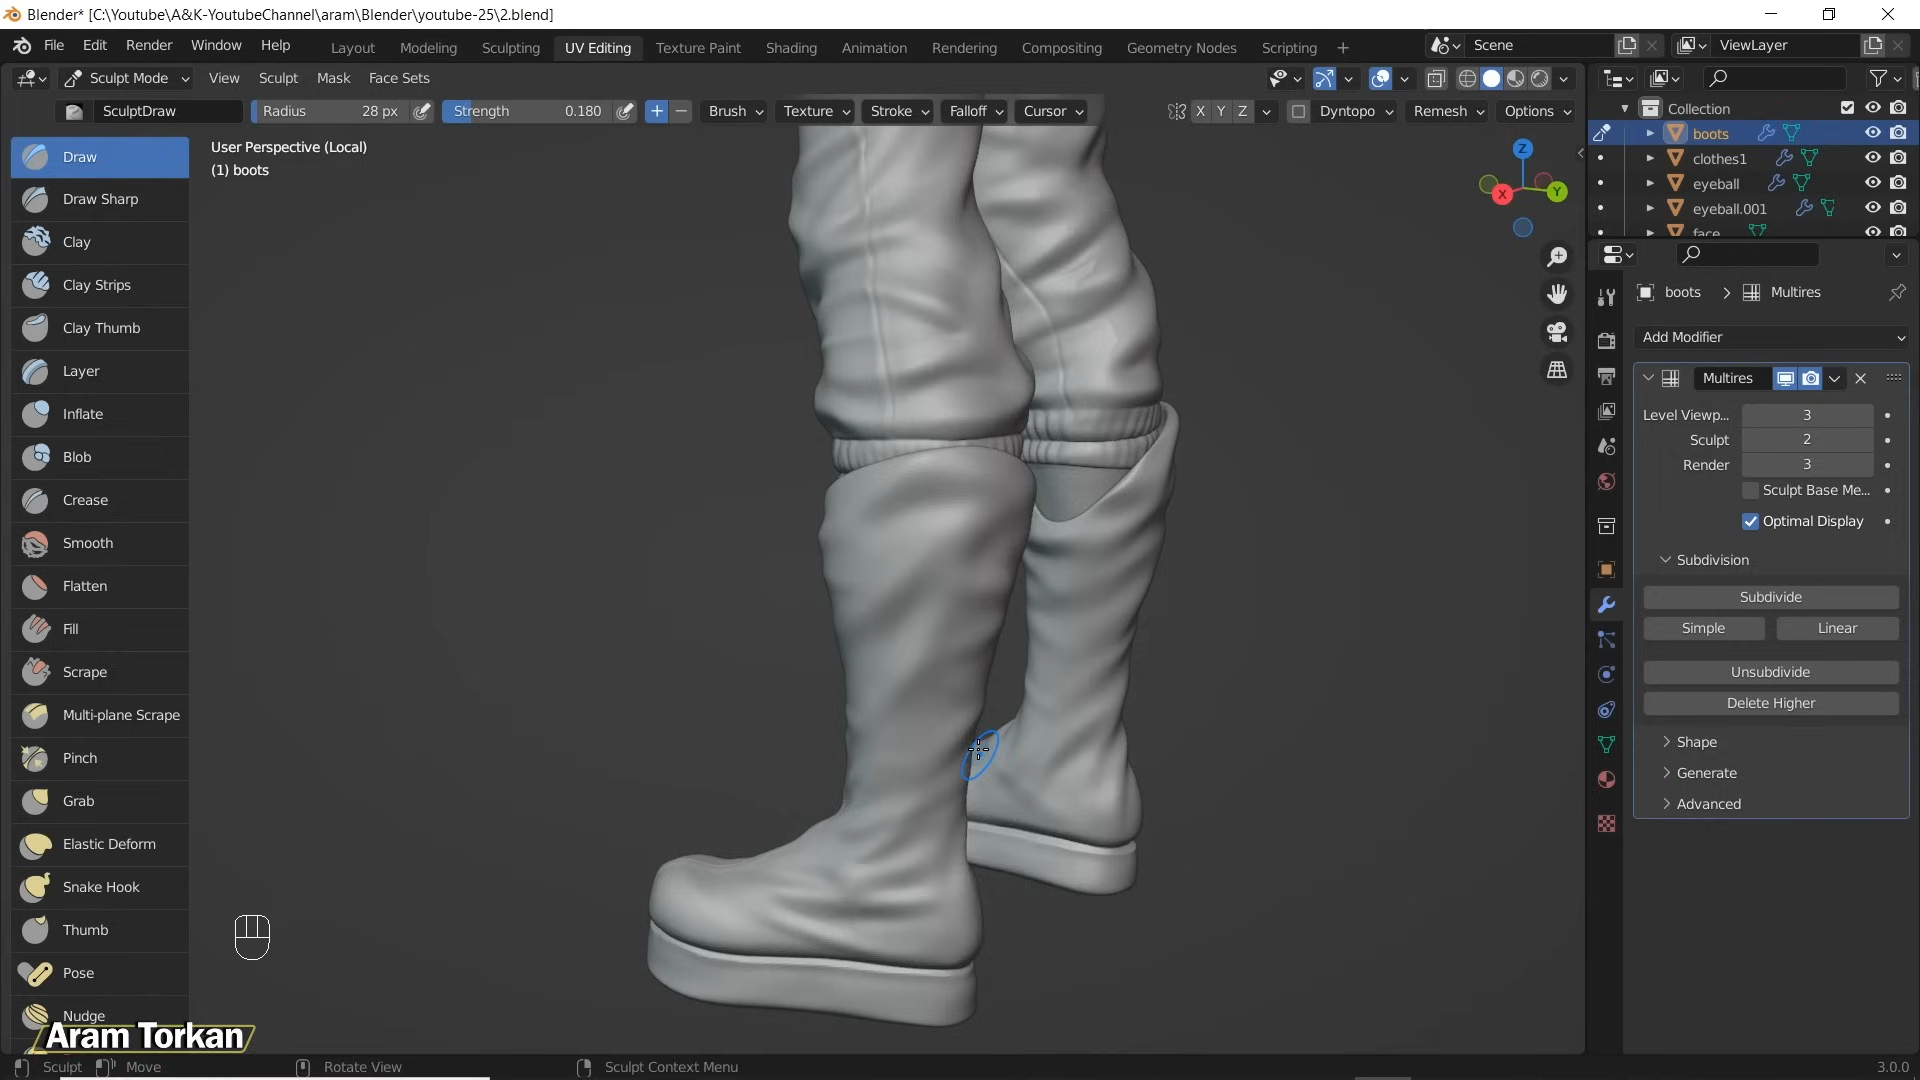 Blender* [C:\Youtube\A&K-YoutubeChannel\aram\Blender\youtube-25\2.blend]
File Edit Render Window Help Layout Modeling Sculpting UV Editing Texture Paint Shading Animation Rendering Compositing Geometry Nodes Scripting + Scene ViewLayer
Sculpt Mode View Sculpt Mask Face Sets
SculptDraw Radius 28 px Strength 0.180 + − Brush Texture Stroke Falloff Cursor X Y Z Dyntopo Remesh Options
Collection
boots
clothes1
eyeball
eyeball.001
face
Draw
Draw Sharp
Clay
Clay Strips
Clay Thumb
Layer
Inflate
Blob
Crease
Smooth
Flatten
Fill
Scrape
Multi-plane Scrape
Pinch
Grab
Elastic Deform
Snake Hook
Thumb
Pose
Nudge
User Perspective (Local)
(1) boots
Z
X Y
boots > Multires
Add Modifier
Multires
Level Viewp... 3
Sculpt 2
Render 3
Sculpt Base Me...
Optimal Display
Subdivision
Subdivide
Simple Linear
Unsubdivide
Delete Higher
Shape
Generate
Advanced
Aram Torkan
Sculpt Move Rotate View Sculpt Context Menu 3.0.0